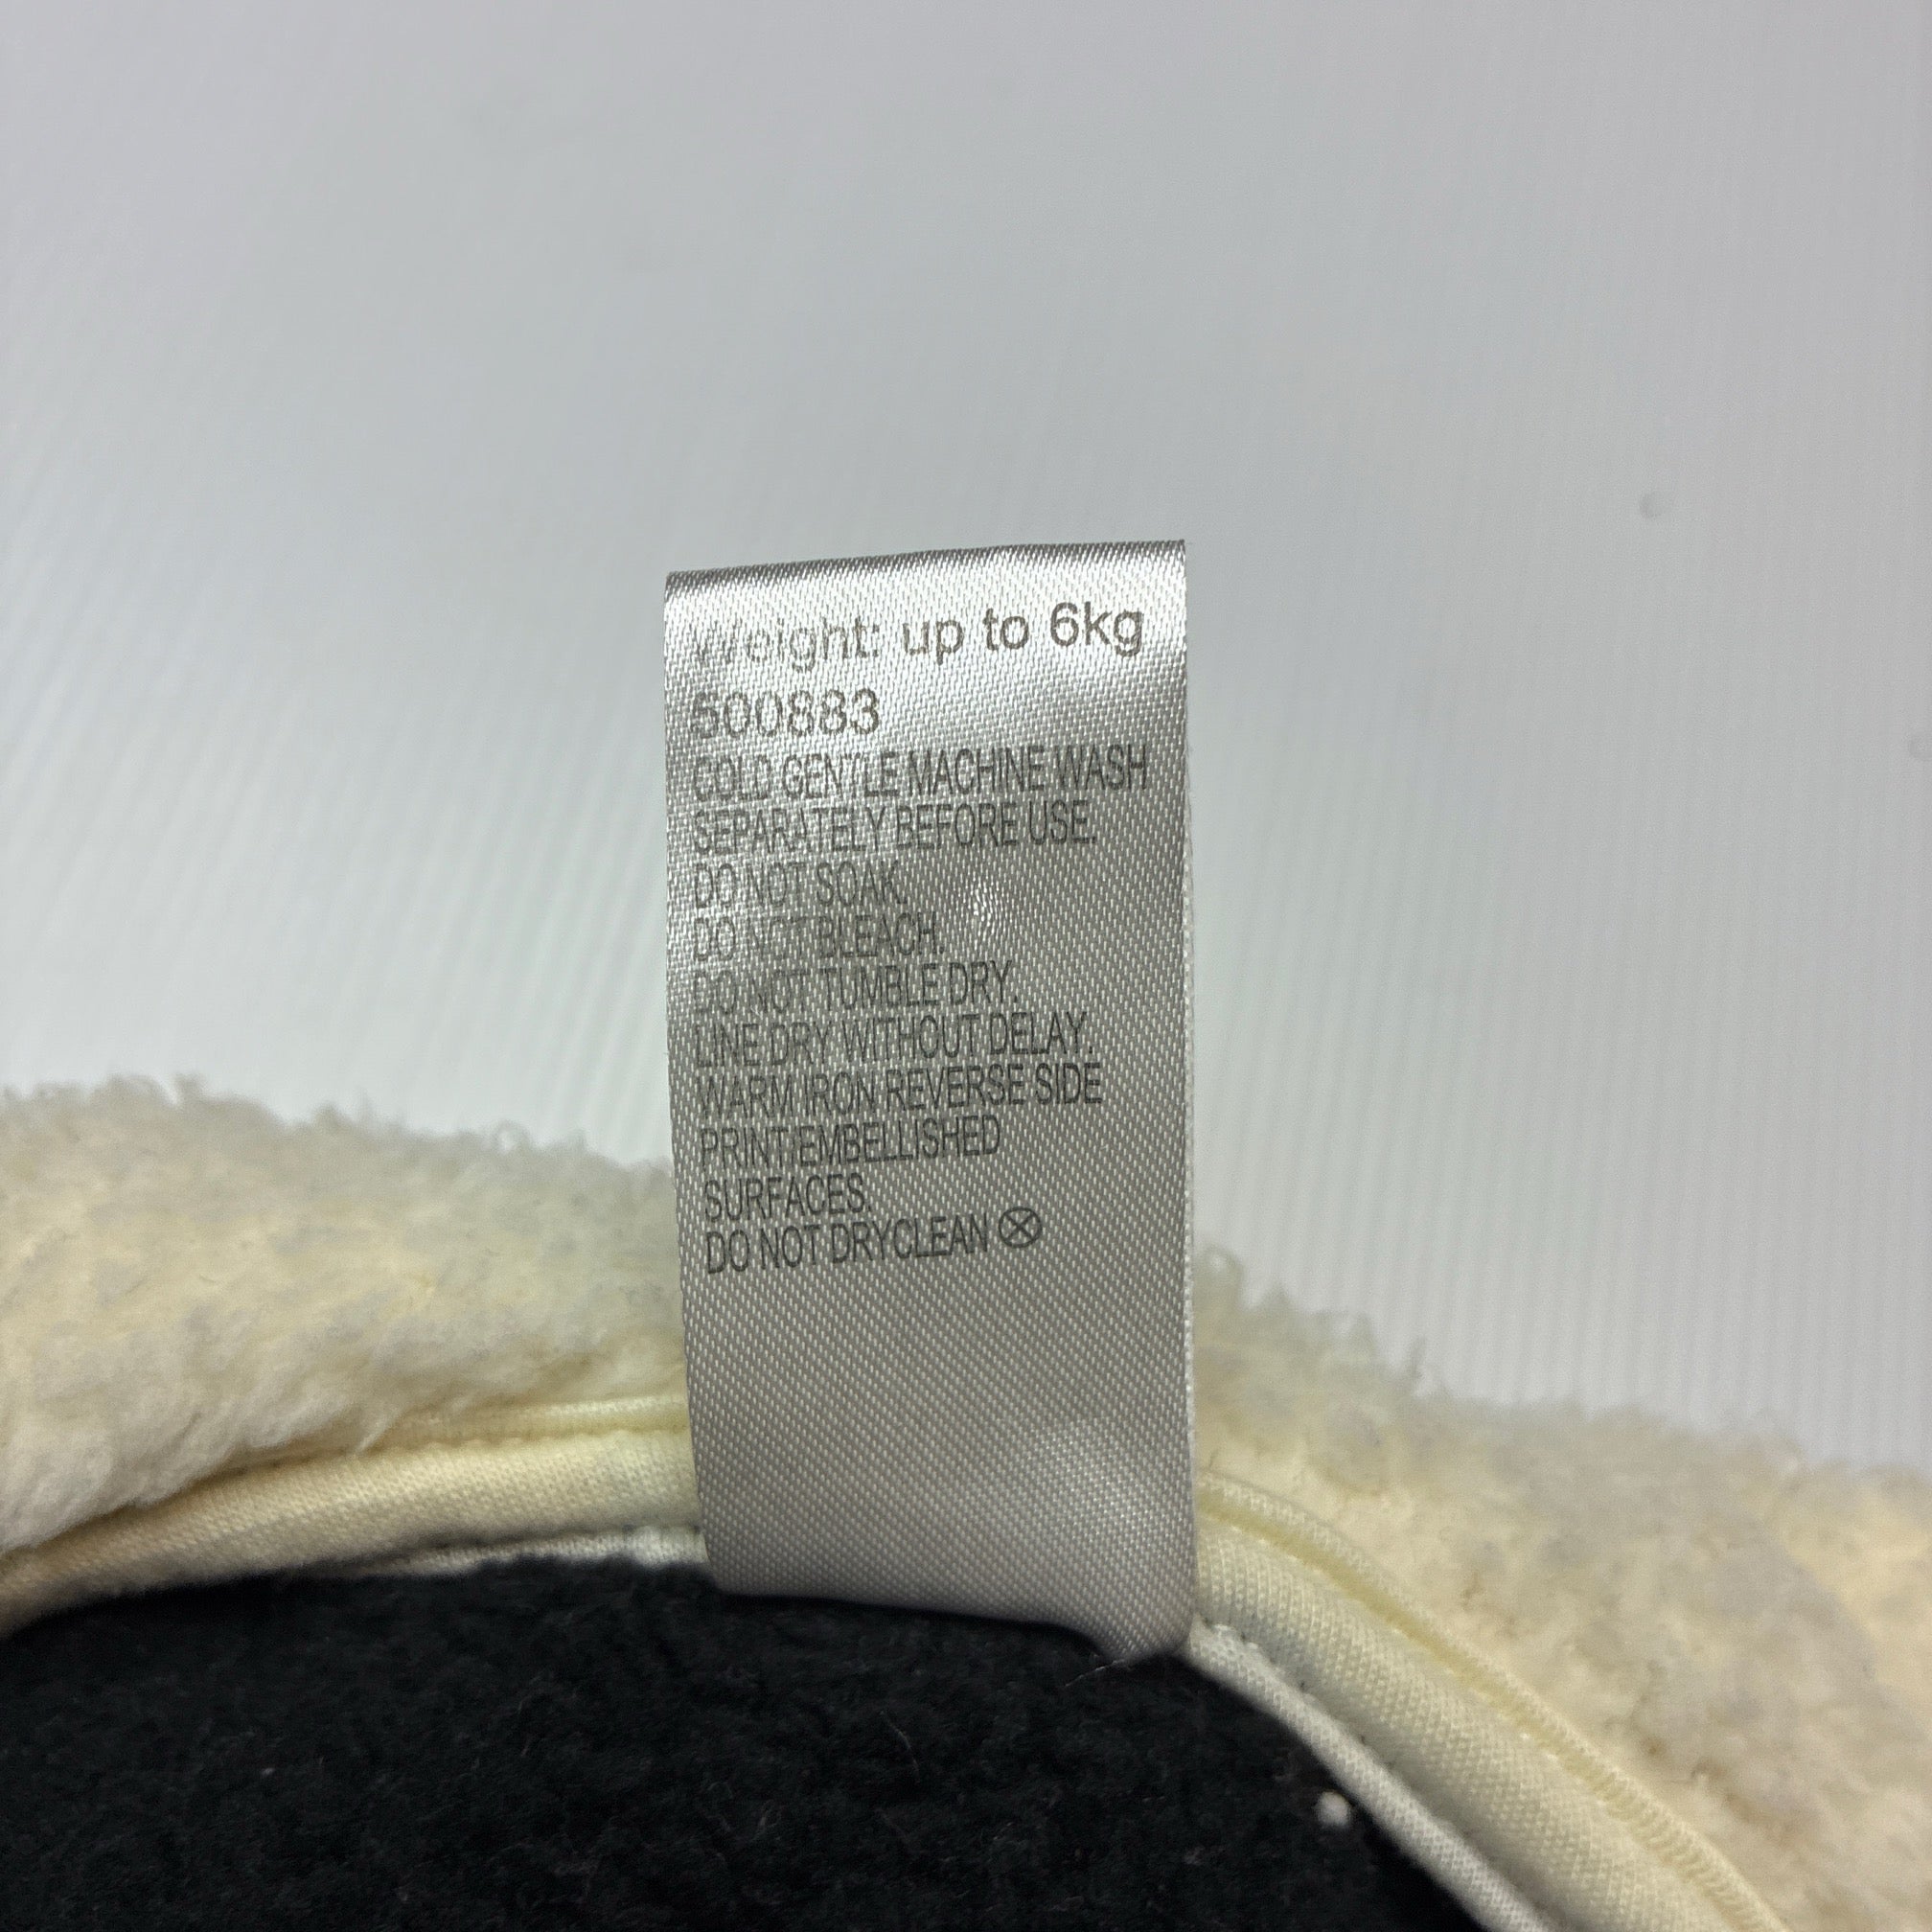 Weight: up to 6kg
500883
COLD GENTLE MACHINE WASH
SEPARATELY BEFORE USE.
DO NOT SOAK.
DO NOT BLEACH.
DO NOT TUMBLE DRY.
LINE DRY WITHOUT DELAY.
WARM IRON REVERSE SIDE
PRINT/EMBELLISHED
SURFACES.
DO NOT DRYCLEAN